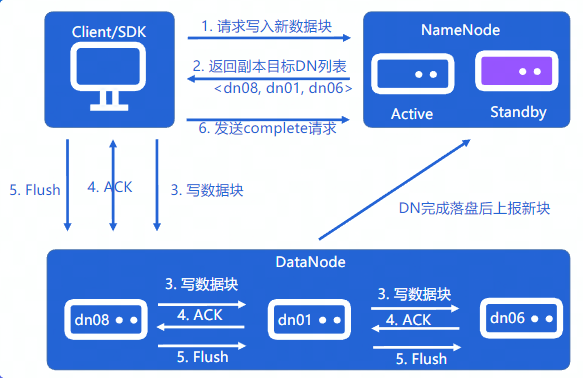 Client/SDK
1. 请求写入新数据块
NameNode
2. 返回副本目标DN列表
<dn08, dn01, dn06>
Active
Standby
6. 发送complete请求
5. Flush
4. ACK
3. 写数据块
DN完成落盘后上报新块
DataNode
3. 写数据块
3. 写数据块
dn08
4. ACK
dn01
4. ACK
dn06
5. Flush
5. Flush